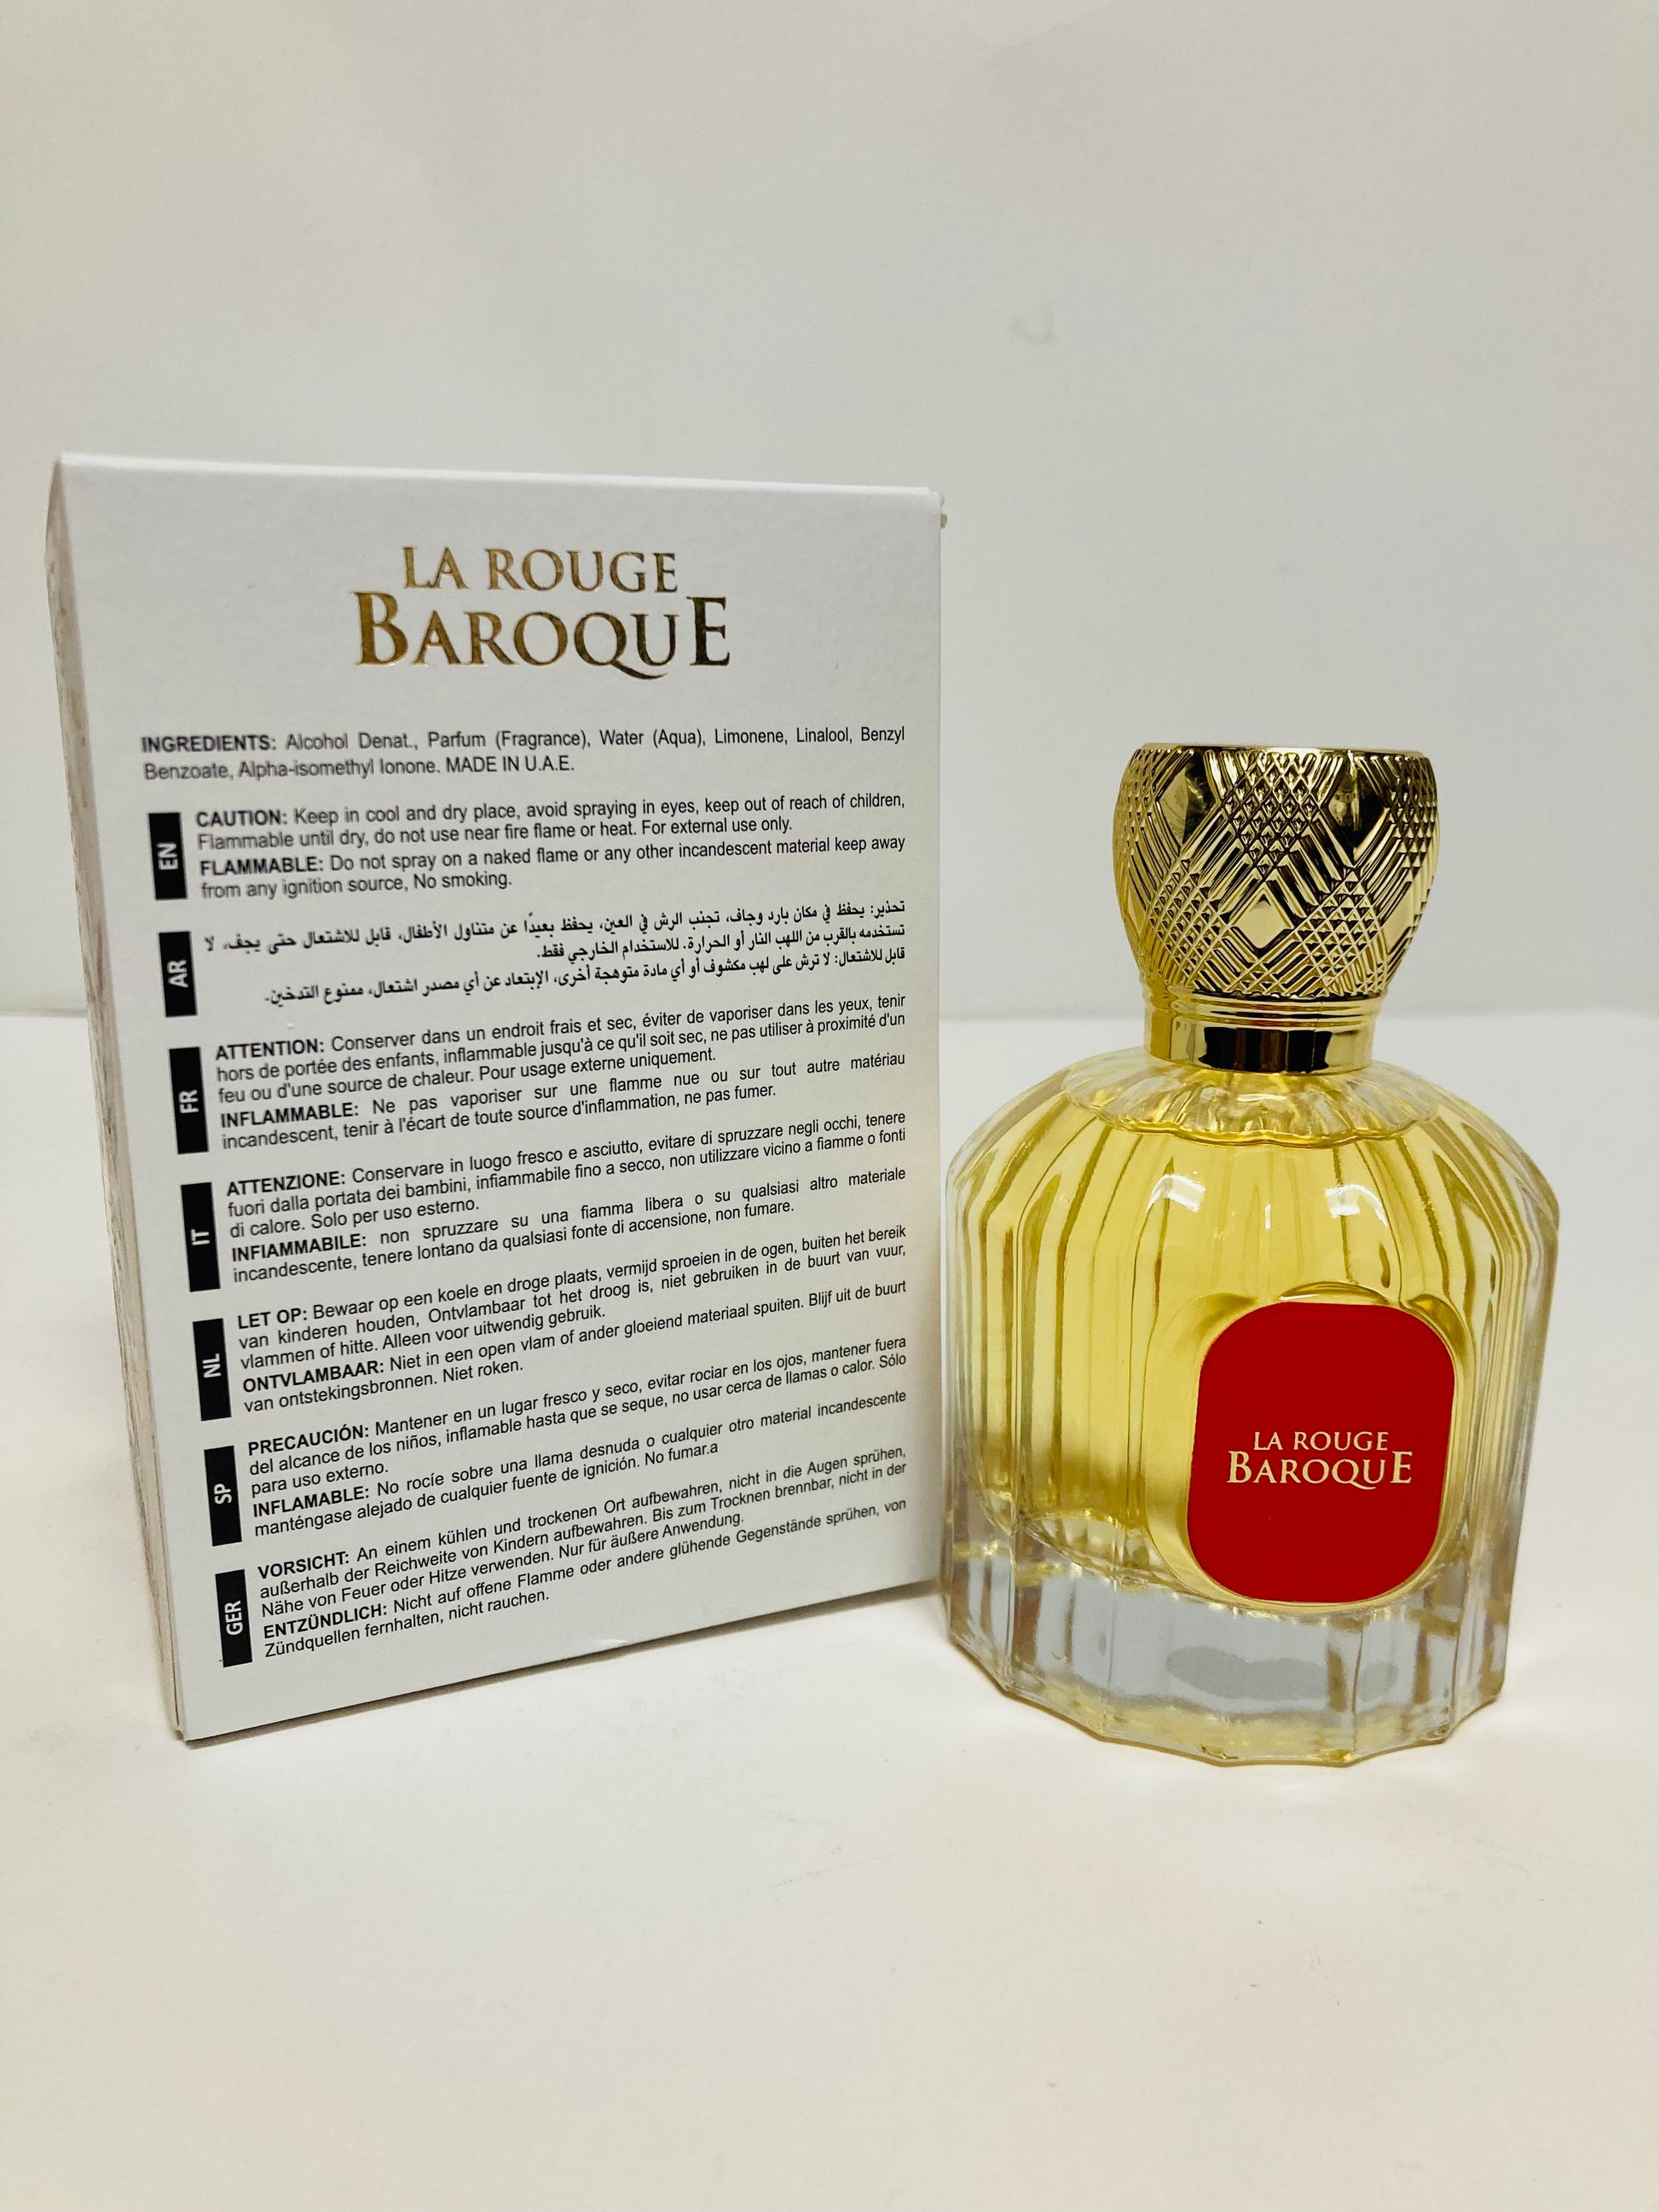 LA ROUGE
BAROQUE
INGREDIENTS: Alcohol Denat., Parfum (Fragrance), Water (Aqua), Limonene, Linalool, Benzyl
Benzoate, Alpha-isomethyl Ionone. MADE IN U.A.E.
EN
CAUTION: Keep in cool and dry place, avoid spraying in eyes, keep out of reach of children,
Flammable until dry, do not use near fire flame or heat. For external use only.
FLAMMABLE: Do not spray on a naked flame or any other incandescent material keep away
from any ignition source, No smoking.
AR
تحذير: يحفظ في مكان بارد وجاف، تجنب الرش في العين، يحفظ بعيدًا عن متناول الأطفال، قابل للاشتعال حتى يجف، لا
تستخدمه بالقرب من اللهب النار أو الحرارة. للاستخدام الخارجي فقط.
قابل للاشتعال: لا ترش على لهب مكشوف أو أي مادة متوهجة أخرى، الإبتعاد عن أي مصدر اشتعال، ممنوع التدخين.
FR
ATTENTION: Conserver dans un endroit frais et sec, éviter de vaporiser dans les yeux, tenir
hors de portée des enfants, inflammable jusqu'à ce qu'il soit sec, ne pas utiliser à proximité d'un
feu ou d'une source de chaleur. Pour usage externe uniquement.
INFLAMMABLE: Ne pas vaporiser sur une flamme nue ou sur tout autre matériau
incandescent, tenir à l'écart de toute source d'inflammation, ne pas fumer.
IT
ATTENZIONE: Conservare in luogo fresco e asciutto, evitare di spruzzare negli occhi, tenere
fuori dalla portata dei bambini, infiammabile fino a secco, non utilizzare vicino a fiamme o fonti
di calore. Solo per uso esterno.
INFIAMMABILE: non spruzzare su una fiamma libera o su qualsiasi altro materiale
incandescente, tenere lontano da qualsiasi fonte di accensione, non fumare.
NL
LET OP: Bewaar op een koele en droge plaats, vermijd sproeien in de ogen, buiten het bereik
van kinderen houden, Ontvlambaar tot het droog is, niet gebruiken in de buurt van vuur,
vlammen of hitte. Alleen voor uitwendig gebruik.
ONTVLAMBAAR: Niet in een open vlam of ander gloeiend materiaal spuiten. Blijf uit de buurt
van ontstekingsbronnen. Niet roken.
SP
PRECAUCIÓN: Mantener en un lugar fresco y seco, evitar rociar en los ojos, mantener fuera
del alcance de los niños, inflamable hasta que se seque, no usar cerca de llamas o calor. Sólo
para uso externo.
INFLAMABLE: No rocíe sobre una llama desnuda o cualquier otro material incandescente
manténgase alejado de cualquier fuente de ignición. No fumar.a
GER
VORSICHT: An einem kühlen und trockenen Ort aufbewahren, nicht in die Augen sprühen,
außerhalb der Reichweite von Kindern aufbewahren. Bis zum Trocknen brennbar, nicht in der
Nähe von Feuer oder Hitze verwenden. Nur für äußere Anwendung.
ENTZÜNDLICH: Nicht auf offene Flamme oder andere glühende Gegenstände sprühen, von
Zündquellen fernhalten, nicht rauchen.
LA ROUGE
BAROQUE